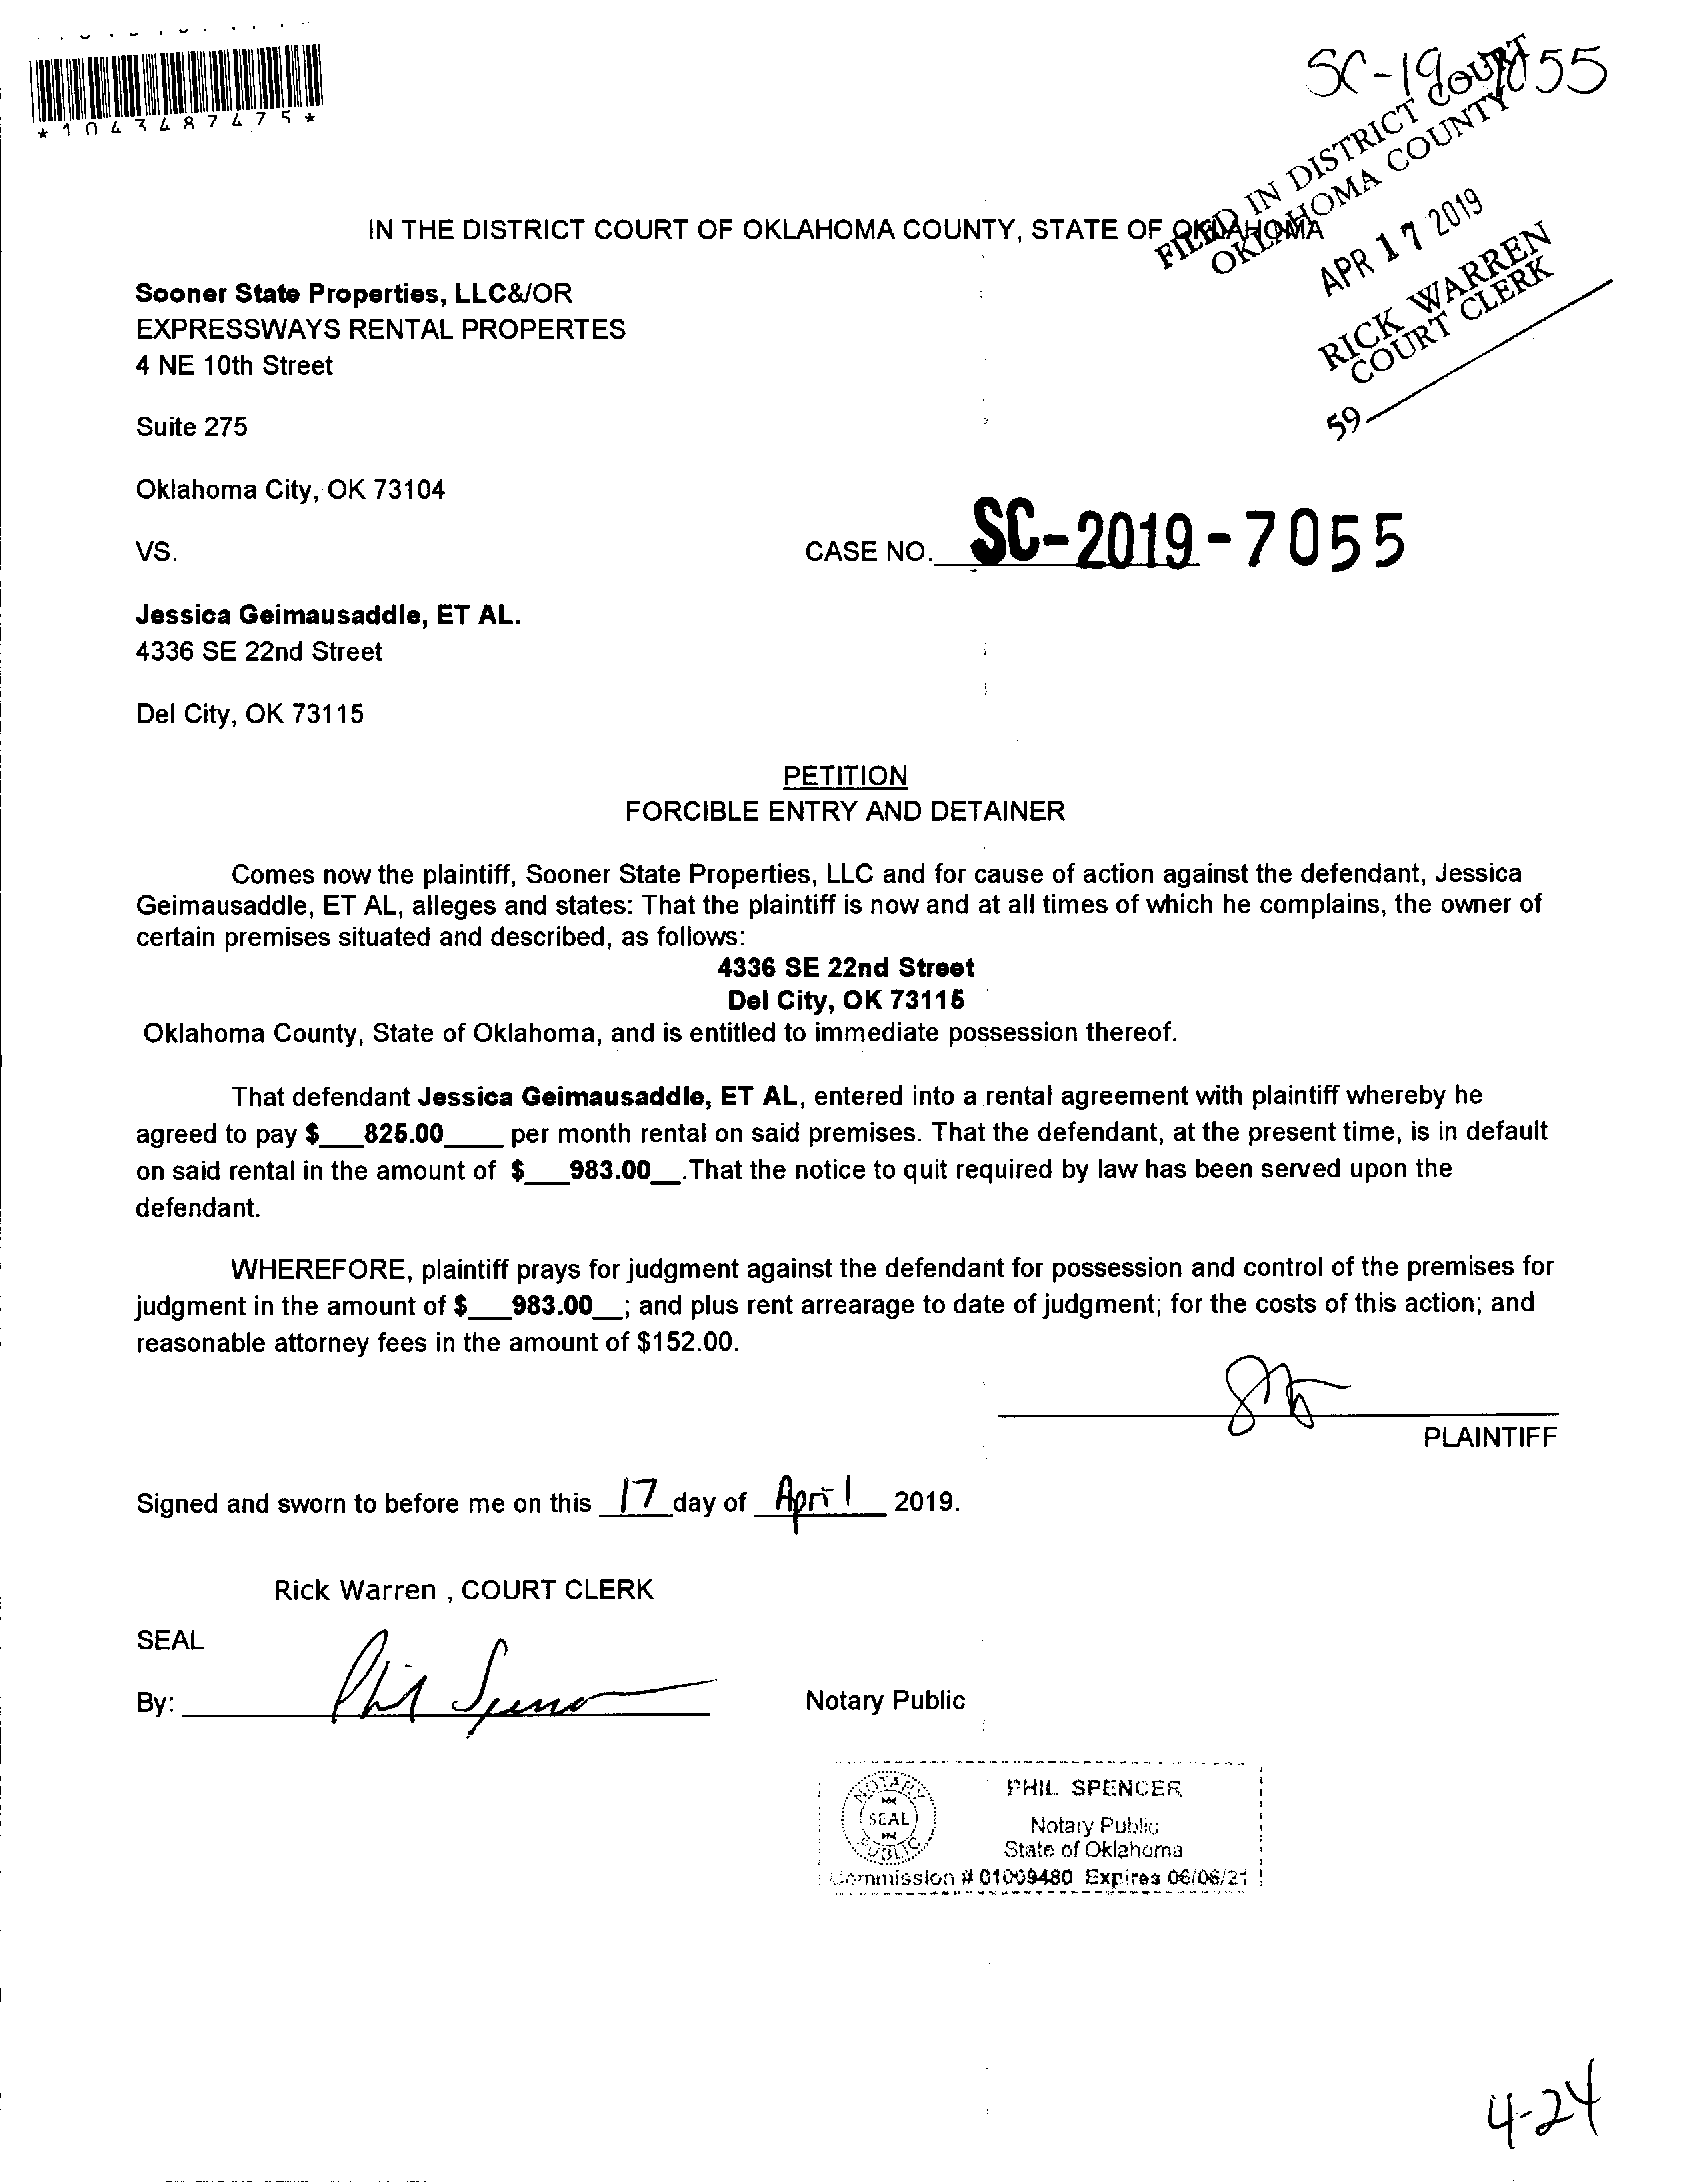 *1043487475*
SC-19-7055
FILED IN DISTRICT COURT
OKLAHOMA COUNTY
APR 17 2019
RICK WARREN
COURT CLERK
59
IN THE DISTRICT COURT OF OKLAHOMA COUNTY, STATE OF OKLAHOMA
Sooner State Properties, LLC&/OR
EXPRESSWAYS RENTAL PROPERTES
4 NE 10th Street
Suite 275
Oklahoma City, OK 73104
VS.
CASE NO. SC-2019-7055
Jessica Geimausaddle, ET AL.
4336 SE 22nd Street
Del City, OK 73115
PETITION
FORCIBLE ENTRY AND DETAINER
Comes now the plaintiff, Sooner State Properties, LLC and for cause of action against the defendant, Jessica
Geimausaddle, ET AL, alleges and states: That the plaintiff is now and at all times of which he complains, the owner of
certain premises situated and described, as follows:
4336 SE 22nd Street
Del City, OK 73115
Oklahoma County, State of Oklahoma, and is entitled to immediate possession thereof.
That defendant Jessica Geimausaddle, ET AL, entered into a rental agreement with plaintiff whereby he
agreed to pay $___825.00____ per month rental on said premises. That the defendant, at the present time, is in default
on said rental in the amount of $___983.00__.That the notice to quit required by law has been served upon the
defendant.
WHEREFORE, plaintiff prays for judgment against the defendant for possession and control of the premises for
judgment in the amount of $___983.00__; and plus rent arrearage to date of judgment; for the costs of this action; and
reasonable attorney fees in the amount of $152.00.
PLAINTIFF
Signed and sworn to before me on this 17 day of April 2019.
Rick Warren , COURT CLERK
SEAL
By: Phil Spencer
Notary Public
NOTARY
SEAL
PUBLIC
PHIL SPENCER
Notary Public
State of Oklahoma
Commission # 01009480 Expires 06/06/21
4-24